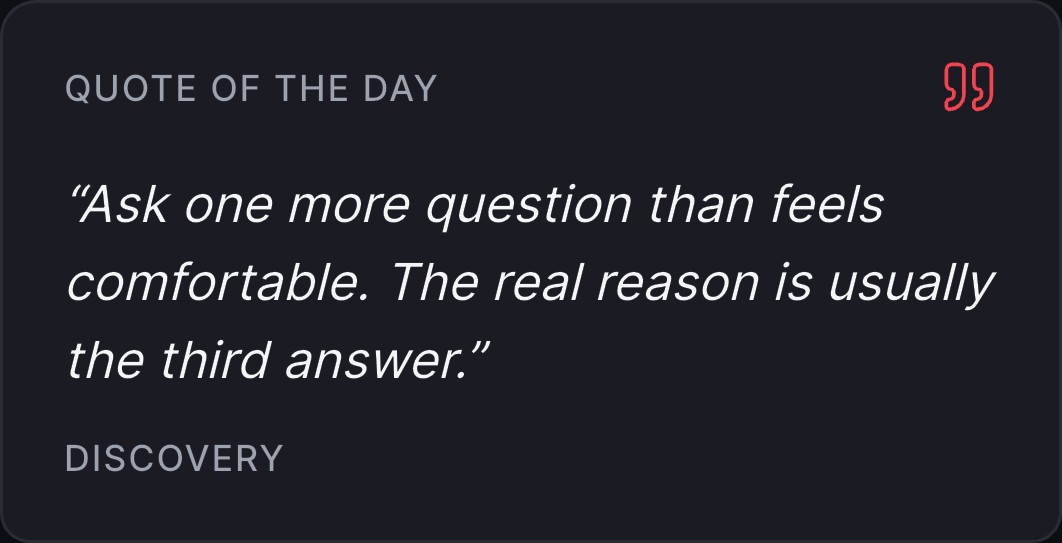 QUOTE OF THE DAY
“Ask one more question than feels
comfortable. The real reason is usually
the third answer.”
DISCOVERY